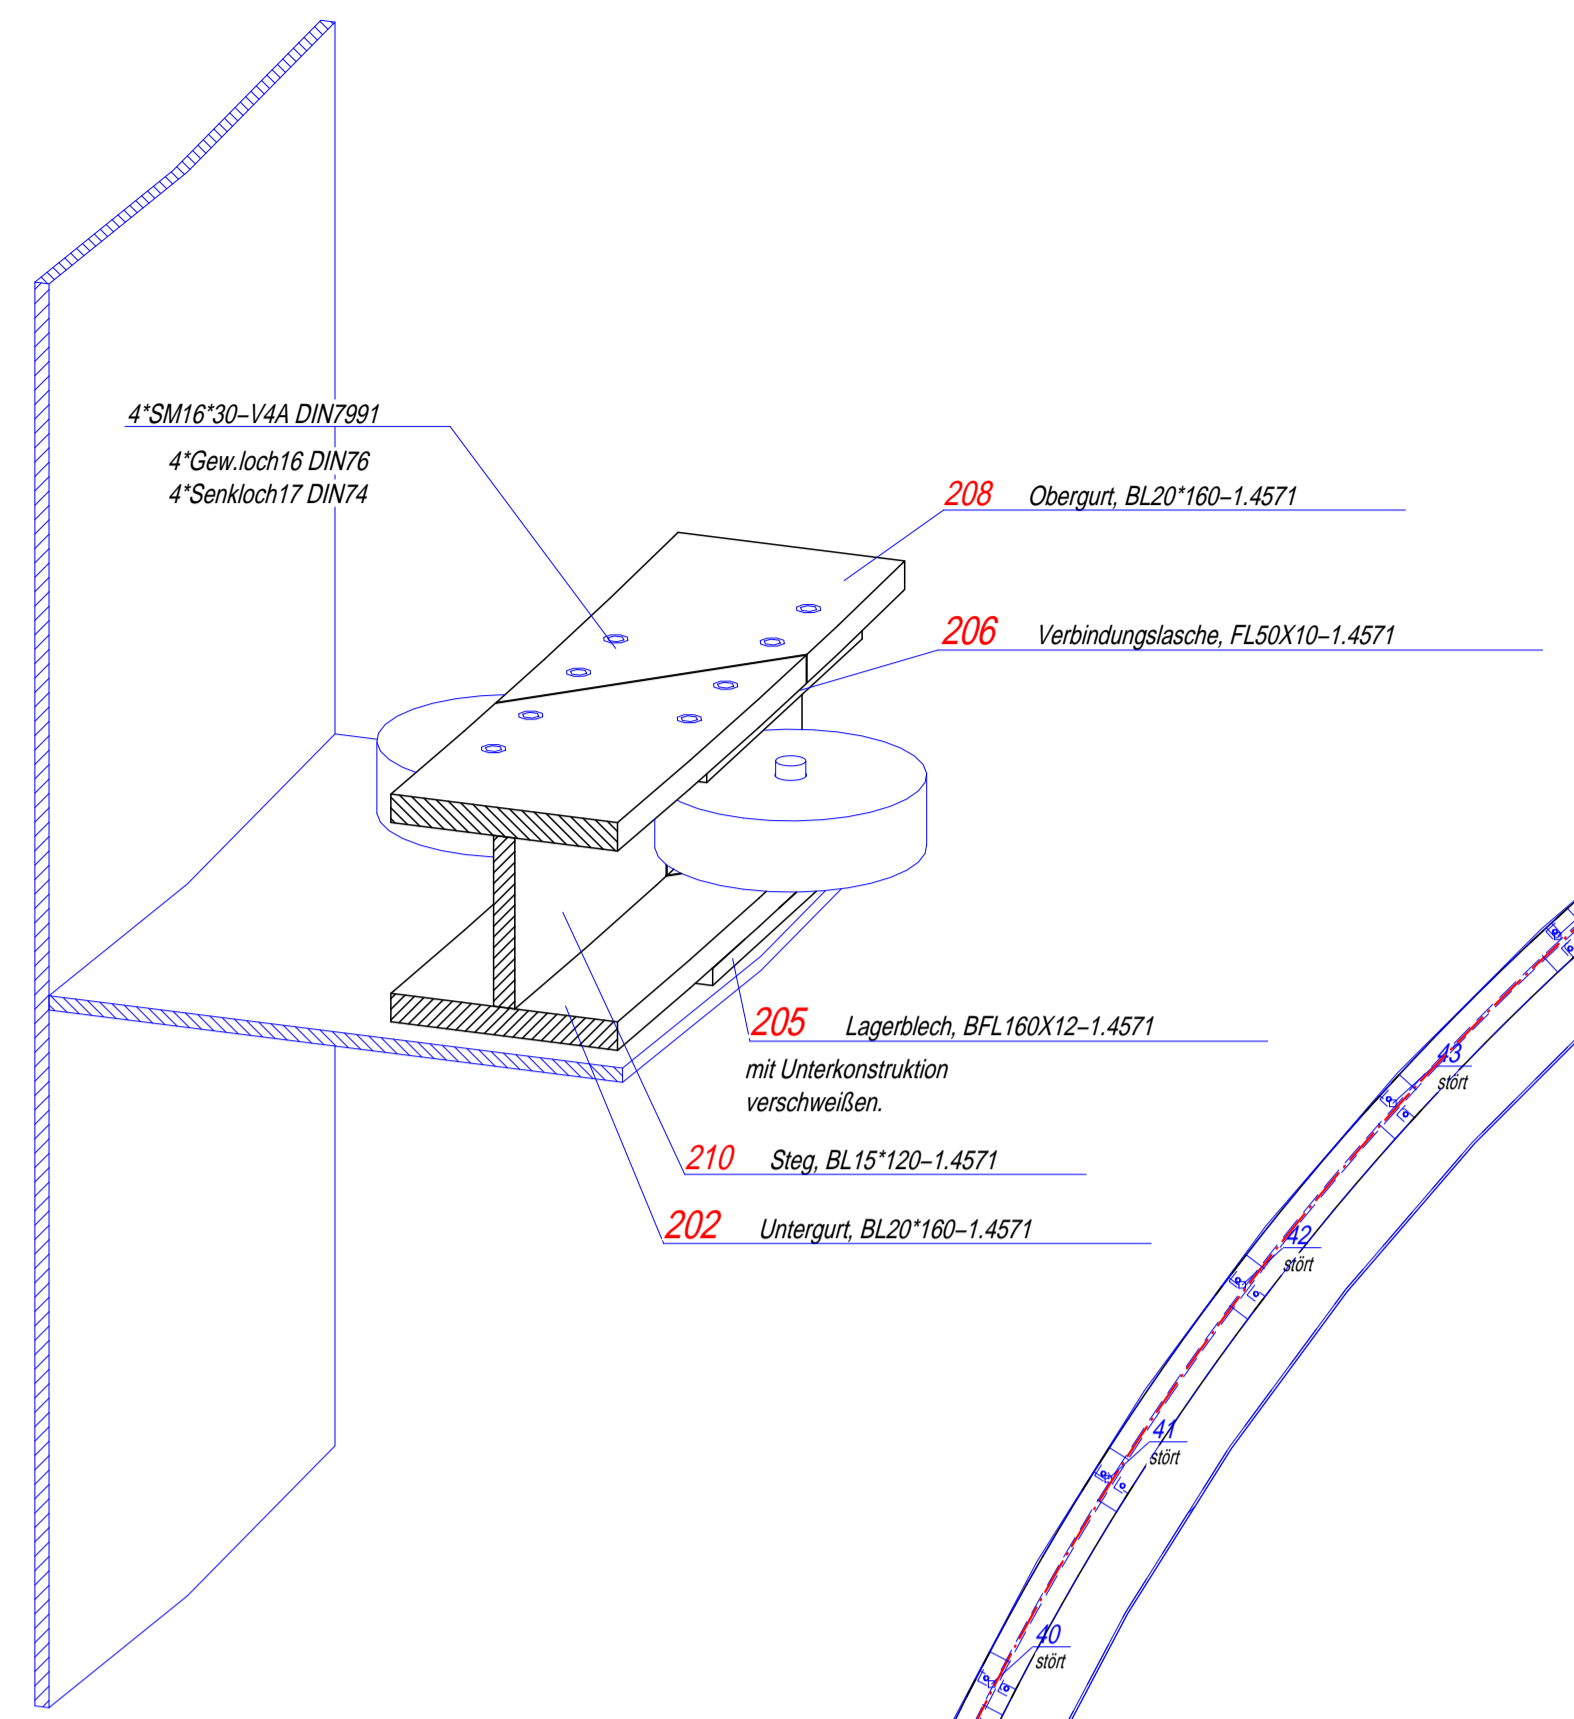 4*SM16*30–V4A DIN7991
4*Gew.loch16 DIN76
4*Senkloch17 DIN74
208 Obergurt, BL20*160–1.4571
206 Verbindungslasche, FL50X10–1.4571
205 Lagerblech, BFL160X12–1.4571
mit Unterkonstruktion
verschweißen.
210 Steg, BL15*120–1.4571
202 Untergurt, BL20*160–1.4571
43
stört
42
stört
41
stört
40
stört